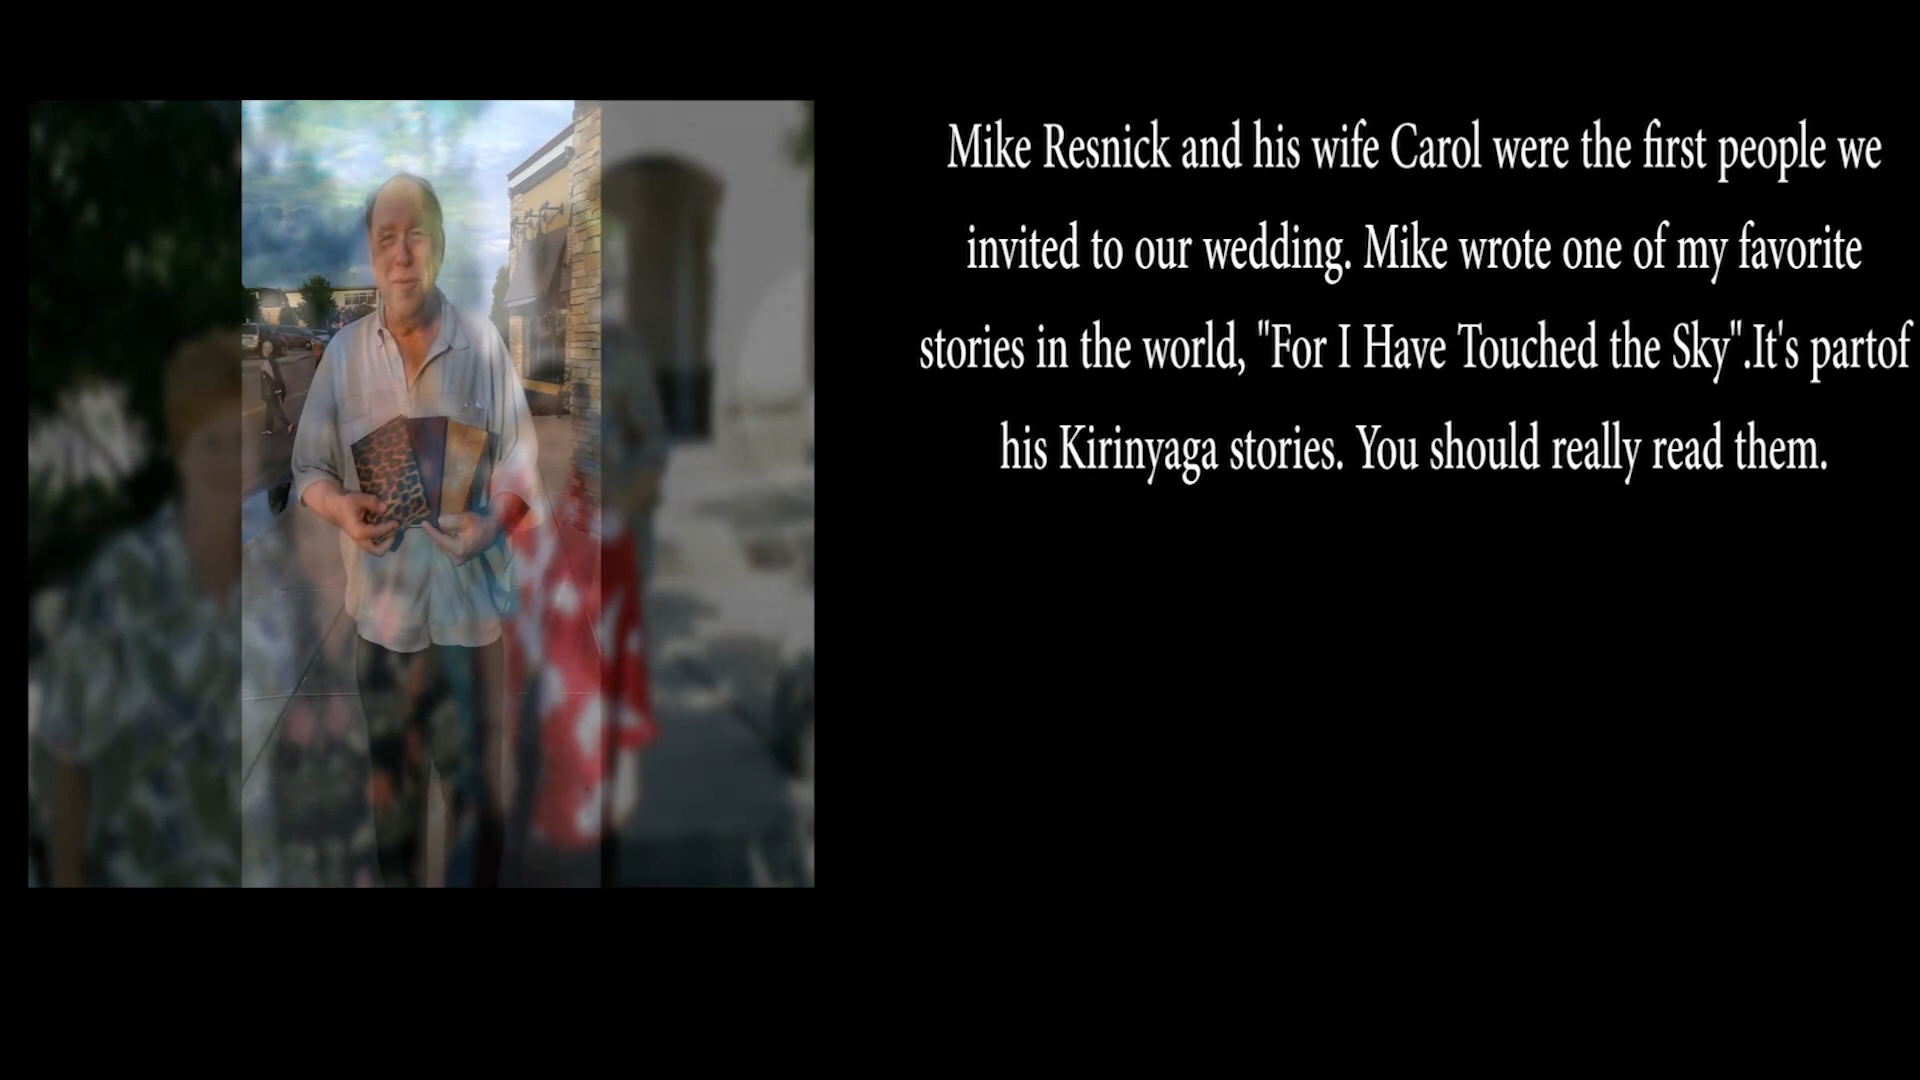 Mike Resnick and his wife Carol were the first people we
invited to our wedding. Mike wrote one of my favorite
stories in the world, "For I Have Touched the Sky".It's partof
his Kirinyaga stories. You should really read them.